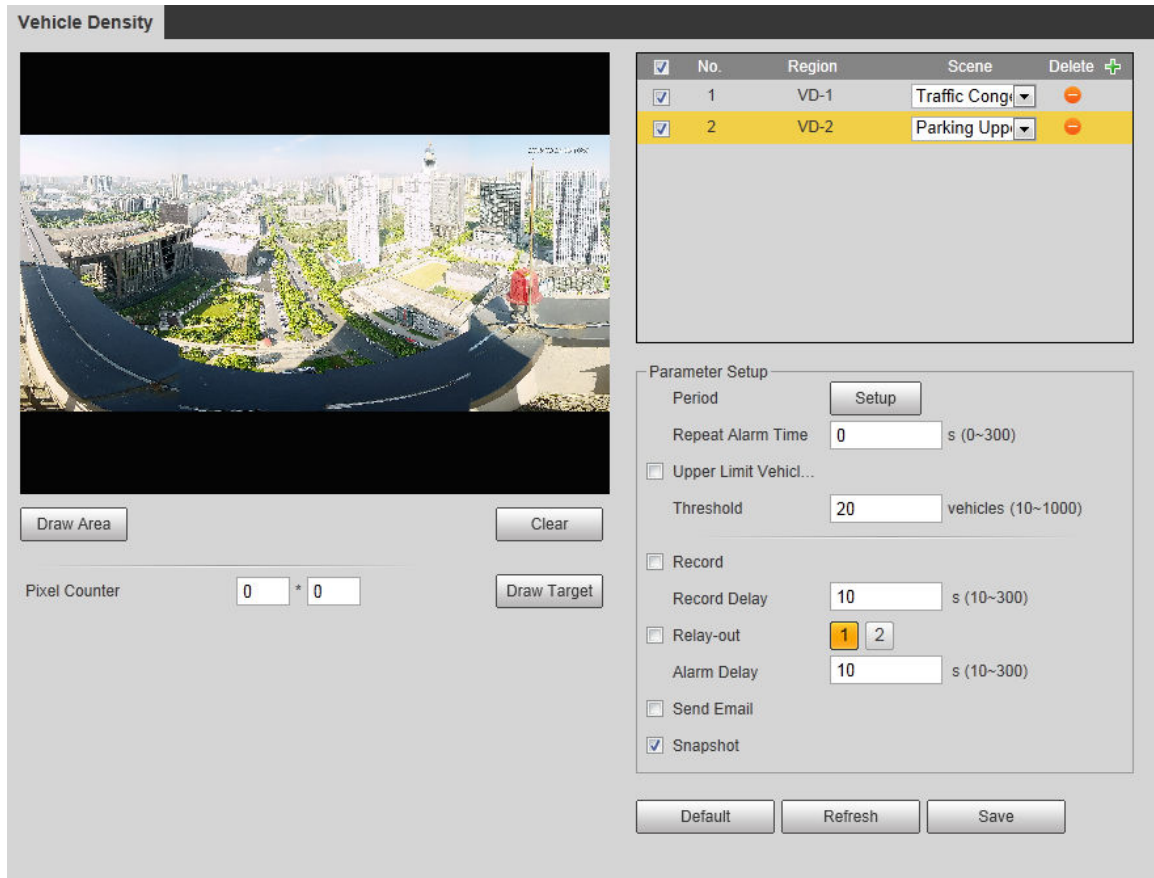 Vehicle Density
No. Region Scene Delete
1 VD-1 Traffic Cong
2 VD-2 Parking Upp
Parameter Setup
Period Setup
Repeat Alarm Time 0 s (0~300)
Upper Limit Vehicl...
Threshold 20 vehicles (10~1000)
Draw Area Clear
Pixel Counter 0 * 0 Draw Target
Record
Record Delay 10 s (10~300)
Relay-out 1 2
Alarm Delay 10 s (10~300)
Send Email
Snapshot
Default Refresh Save